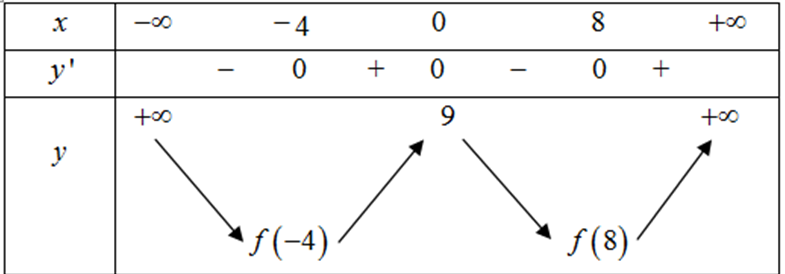 x −∞ −4 0 8 +∞
y' − 0 + 0 − 0 +
+∞ 9 +∞
y
f(−4) f(8)